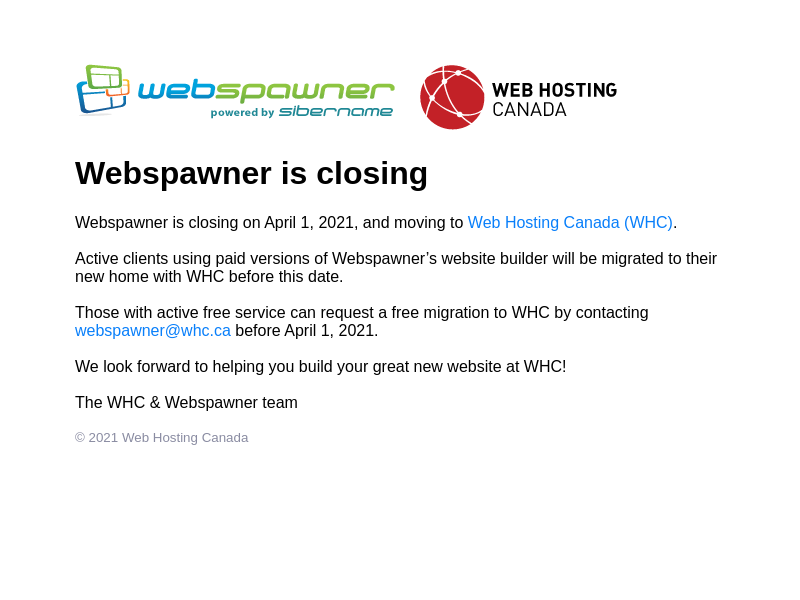 webspawner
powered by sibername
WEB HOSTING
CANADA
Webspawner is closing
Webspawner is closing on April 1, 2021, and moving to Web Hosting Canada (WHC).
Active clients using paid versions of Webspawner’s website builder will be migrated to their
new home with WHC before this date.
Those with active free service can request a free migration to WHC by contacting
webspawner@whc.ca before April 1, 2021.
We look forward to helping you build your great new website at WHC!
The WHC & Webspawner team
© 2021 Web Hosting Canada